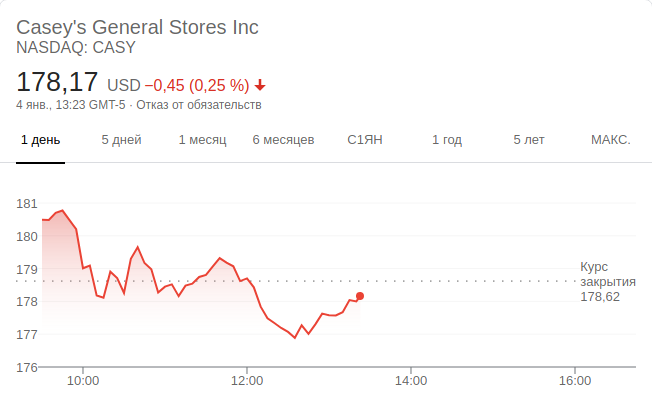 Casey's General Stores Inc
NASDAQ: CASY
178,17 USD −0,45 (0,25 %)
4 янв., 13:23 GMT-5 · Отказ от обязательств
1 день 5 дней 1 месяц 6 месяцев С1ЯН 1 год 5 лет МАКС.
181
180
179
178
177
176
Курс
закрытия
178,62
10:00 12:00 14:00 16:00